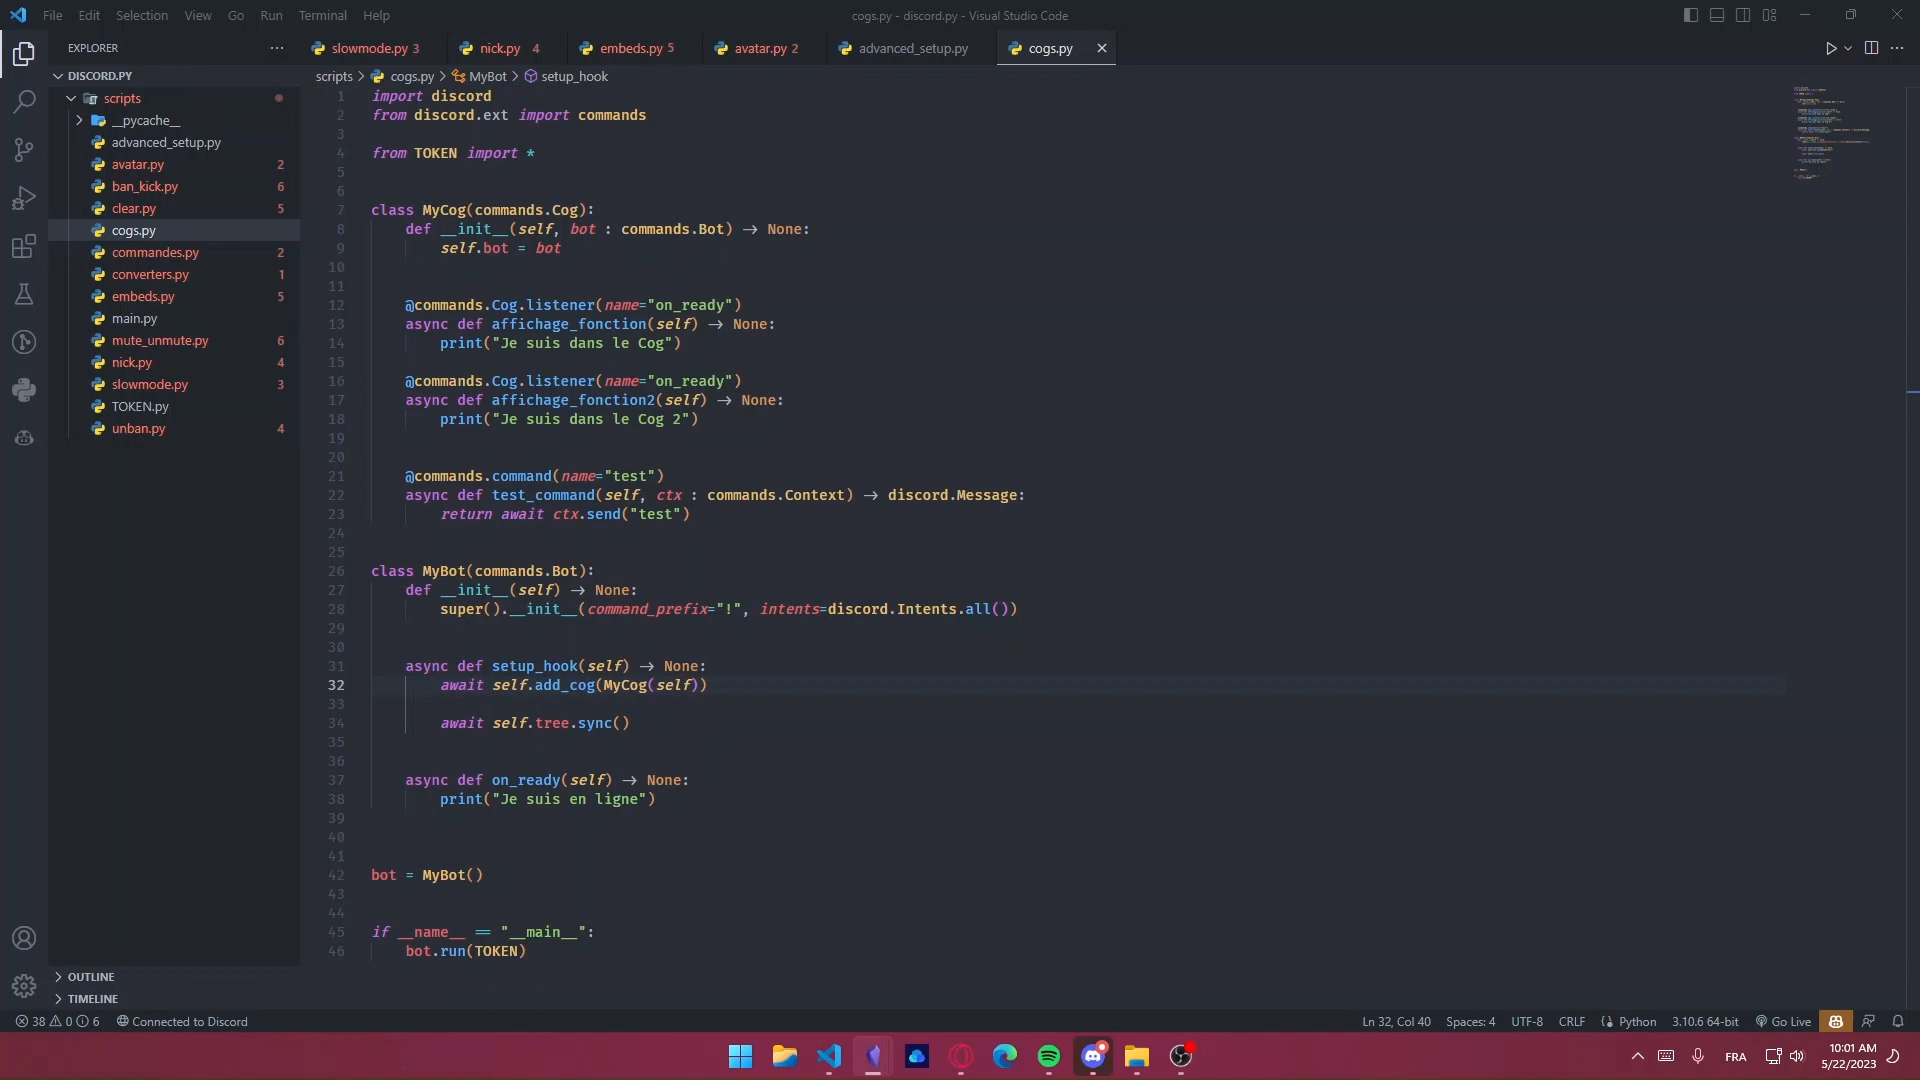 File Edit Selection View Go Run Terminal Help
cogs.py - discord.py - Visual Studio Code
EXPLORER
slowmode.py 3
nick.py 4
embeds.py 5
avatar.py 2
advanced_setup.py
cogs.py
DISCORD.PY
scripts
__pycache__
advanced_setup.py
avatar.py 2
ban_kick.py 6
clear.py 5
cogs.py
commandes.py 2
converters.py 1
embeds.py 5
main.py
mute_unmute.py 6
nick.py 4
slowmode.py 3
TOKEN.py
unban.py 4
OUTLINE
TIMELINE
scripts > cogs.py > MyBot > setup_hook
1 import discord
2 from discord.ext import commands
3
4 from TOKEN import *
5
6
7 class MyCog(commands.Cog):
8 def __init__(self, bot : commands.Bot) -> None:
9 self.bot = bot
10
11
12 @commands.Cog.listener(name="on_ready")
13 async def affichage_fonction(self) -> None:
14 print("Je suis dans le Cog")
15
16 @commands.Cog.listener(name="on_ready")
17 async def affichage_fonction2(self) -> None:
18 print("Je suis dans le Cog 2")
19
20
21 @commands.command(name="test")
22 async def test_command(self, ctx : commands.Context) -> discord.Message:
23 return await ctx.send("test")
24
25
26 class MyBot(commands.Bot):
27 def __init__(self) -> None:
28 super().__init__(command_prefix="!", intents=discord.Intents.all())
29
30
31 async def setup_hook(self) -> None:
32 await self.add_cog(MyCog(self))
33
34 await self.tree.sync()
35
36
37 async def on_ready(self) -> None:
38 print("Je suis en ligne")
39
40
41
42 bot = MyBot()
43
44
45 if __name__ == "__main__":
46 bot.run(TOKEN)
38 0 6 Connected to Discord
Ln 32, Col 40 Spaces: 4 UTF-8 CRLF Python 3.10.6 64-bit Go Live
FRA
10:01 AM
5/22/2023